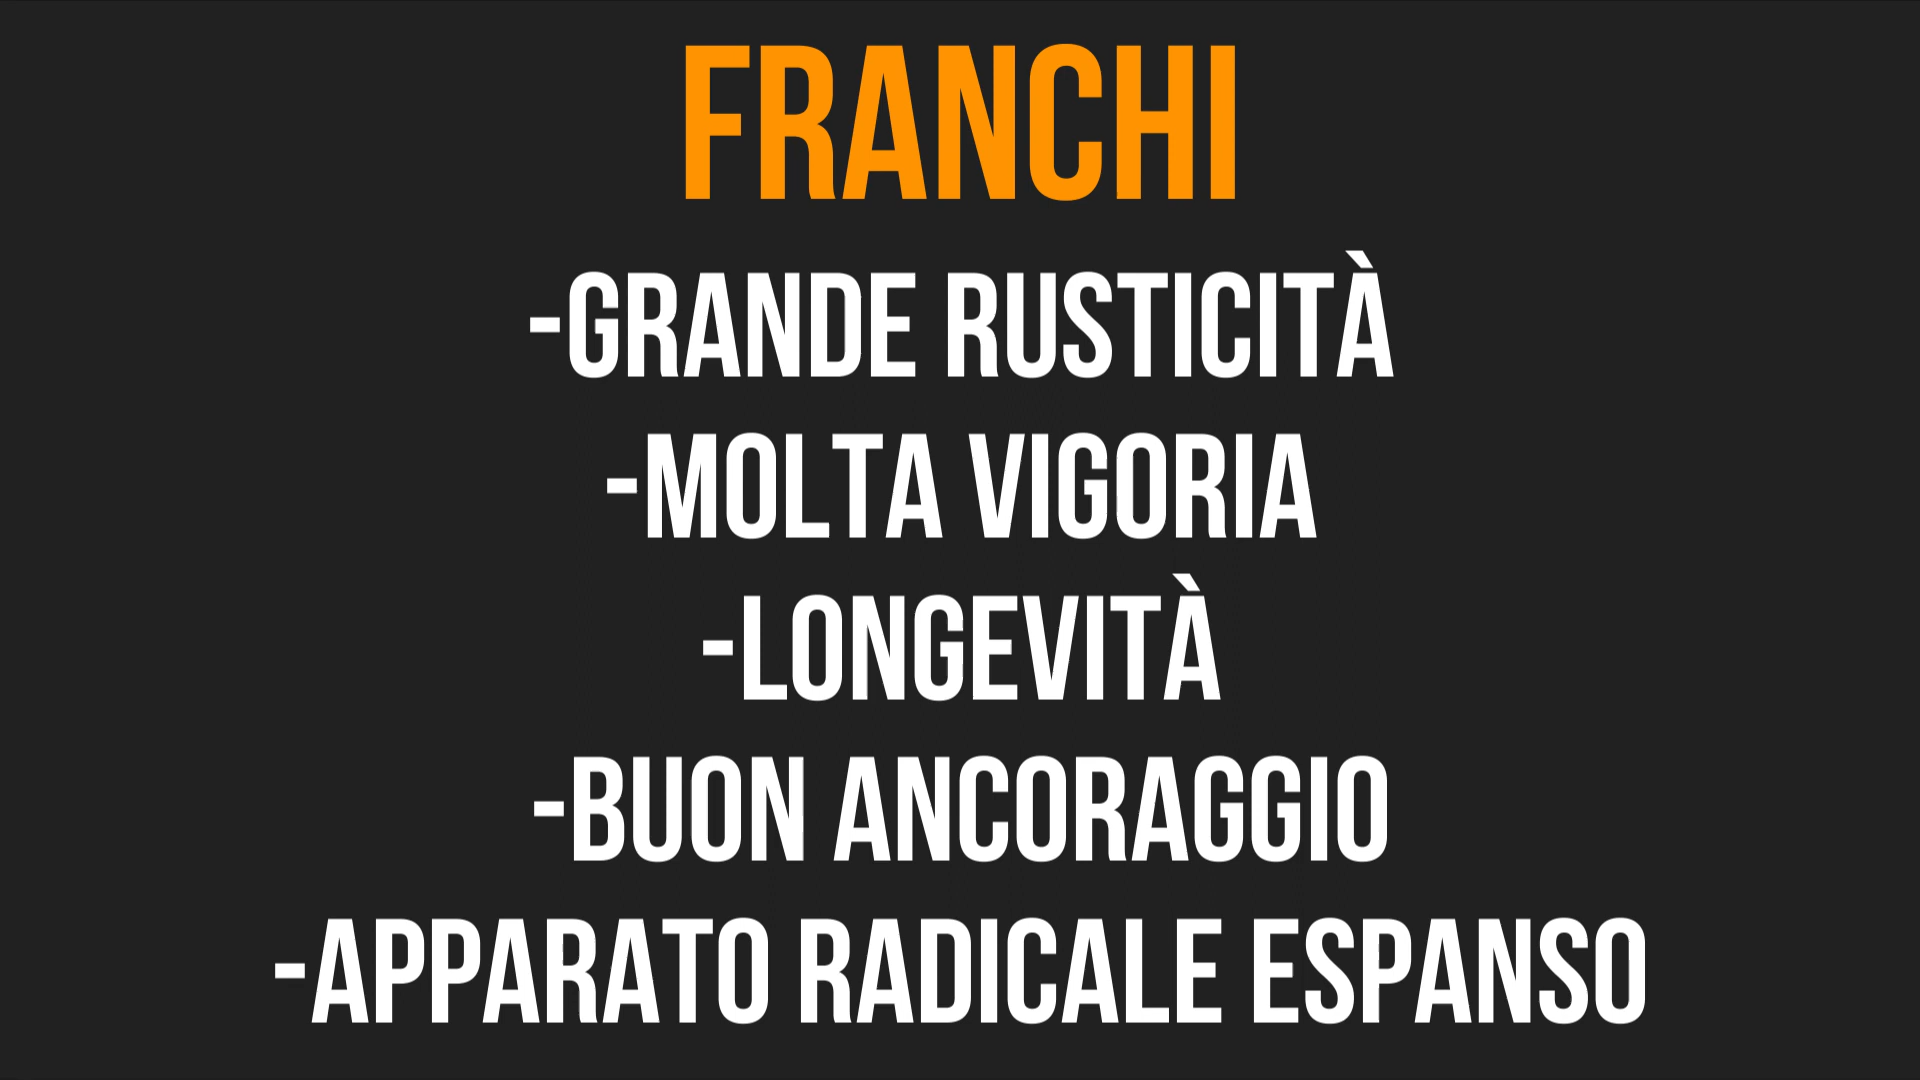 FRANCHI
-GRANDE RUSTICITÀ
-MOLTA VIGORIA
-LONGEVITÀ
-BUON ANCORAGGIO
-APPARATO RADICALE ESPANSO